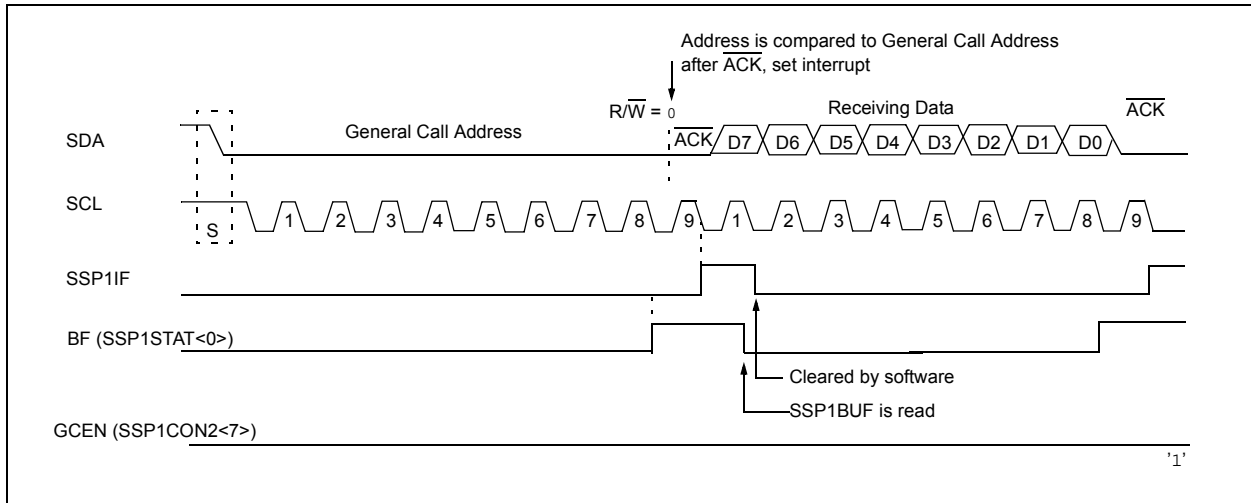 Address is compared to General Call Address
after ACK, set interrupt
R/W = 0
Receiving Data
ACK
SDA
General Call Address
ACK
D7 D6 D5 D4 D3 D2 D1 D0
SCL
S
1 2 3 4 5 6 7 8 9 1 2 3 4 5 6 7 8 9
SSP1IF
BF (SSP1STAT<0>)
Cleared by software
SSP1BUF is read
GCEN (SSP1CON2<7>)
'1'